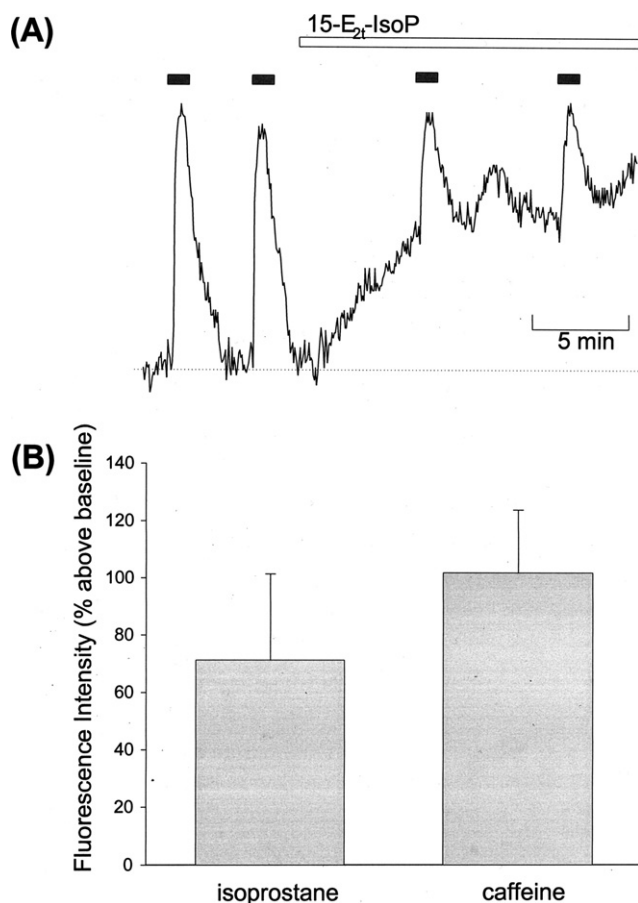 (A)
15-E2t-IsoP
5 min
(B)
Fluorescence Intensity (% above baseline)
140
120
100
80
60
40
20
0
isoprostane
caffeine